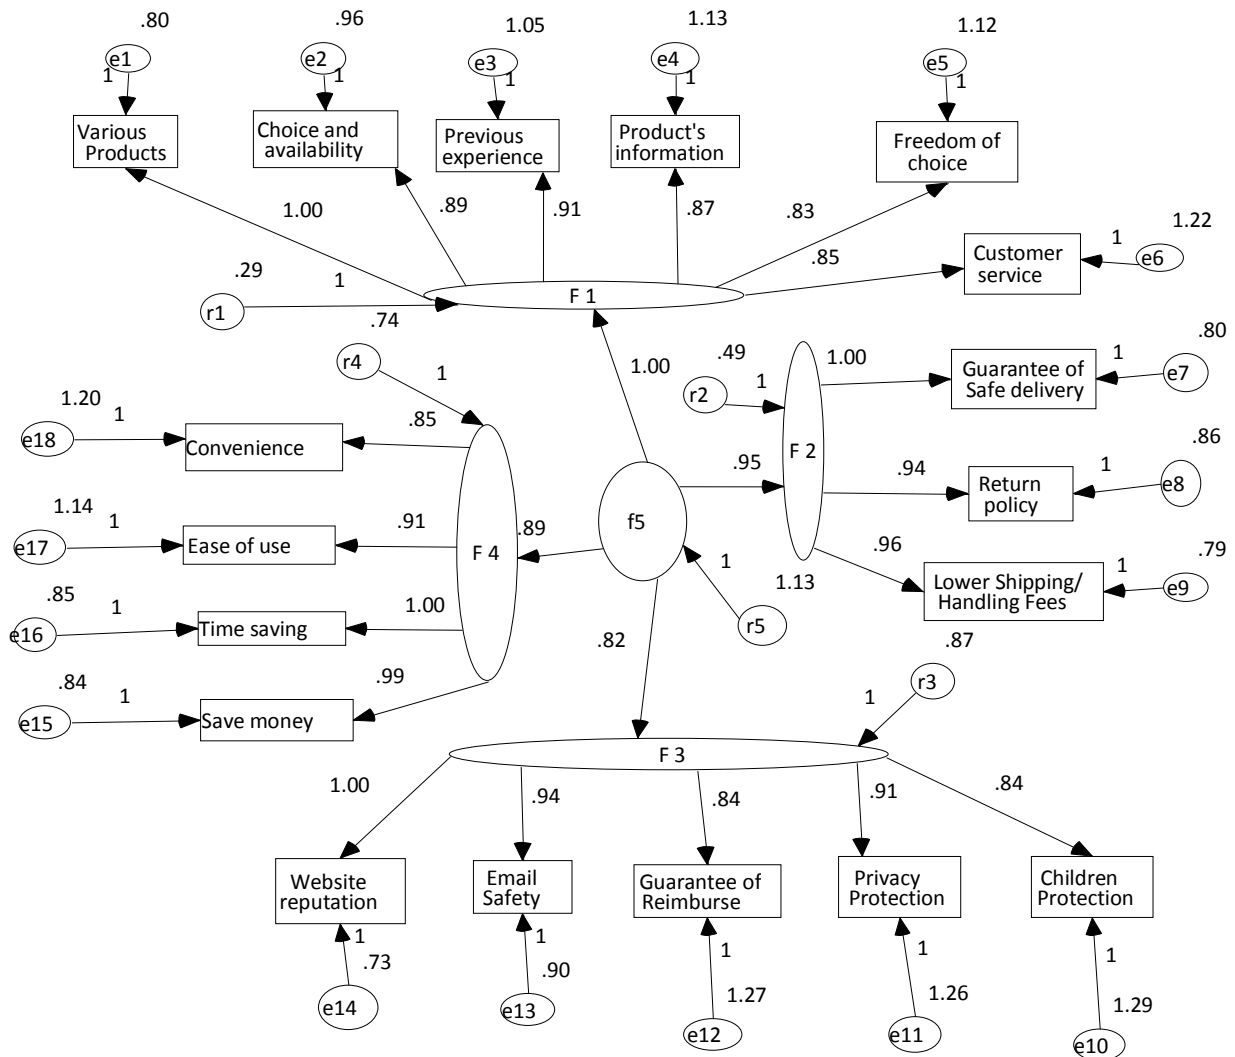 .80
.96
1.05
1.13
1.12
e1
e2
e3
e4
e5
1
1
1
1
1
Various
Products
Choice and
availability
Previous
experience
Product's
information
Freedom of
choice
1.00
.89
.91
.87
.83
.85
Customer
service
1
1.22
e6
.29
1
r1
F 1
.74
r4
1
1.00
.49
r2
1
F 2
1.00
Guarantee of
Safe delivery
1
.80
e7
1.20
e18
1
Convenience
.85
.95
.94
Return
policy
1
.86
e8
1.14
e17
1
Ease of use
.91
F 4
.89
f5
.96
Lower Shipping/
Handling Fees
1
.79
e9
.85
e16
1
Time saving
1.00
1
1.13
r5
.82
.84
e15
1
Save money
.99
.87
r3
1
F 3
1.00
.94
.84
.91
.84
Website
reputation
Email
Safety
Guarantee of
Reimburse
Privacy
Protection
Children
Protection
1
1
1
1
1
.73
.90
1.27
1.26
1.29
e14
e13
e12
e11
e10